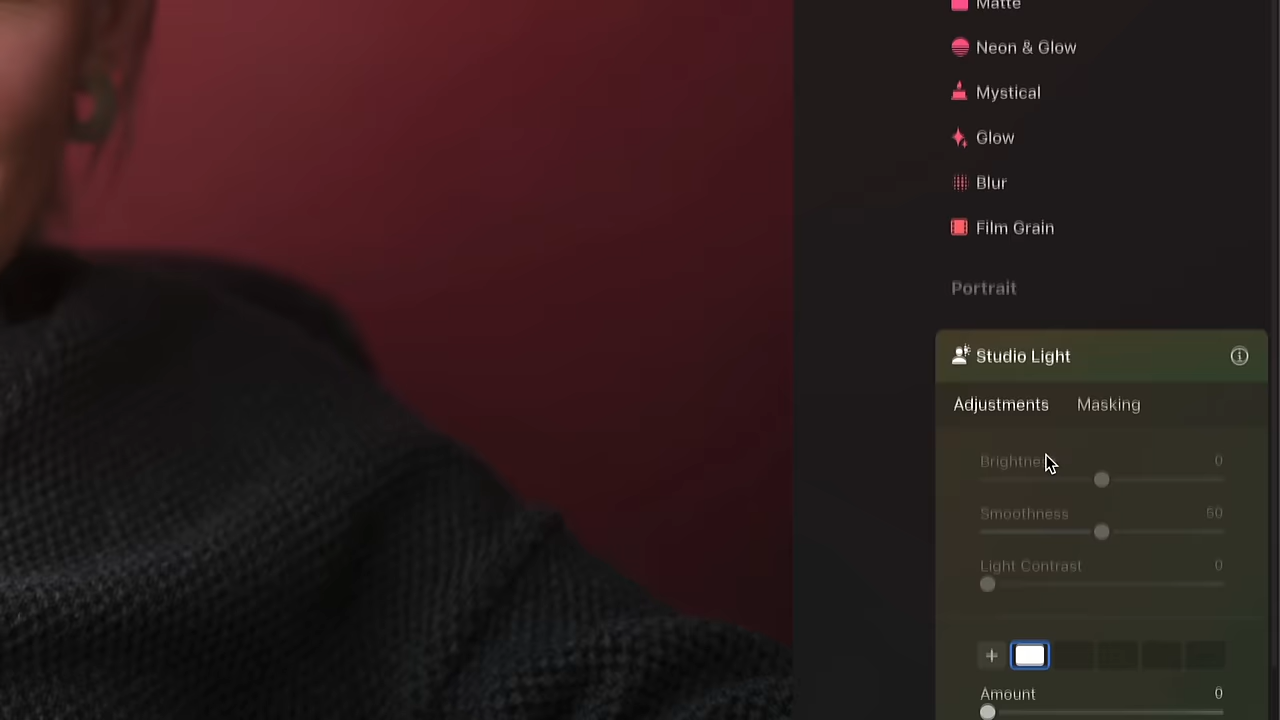 Matte
Neon & Glow
Mystical
Glow
Blur
Film Grain
Portrait
Studio Light
Adjustments Masking
Brightness 0
Smoothness 50
Light Contrast 0
Amount 0